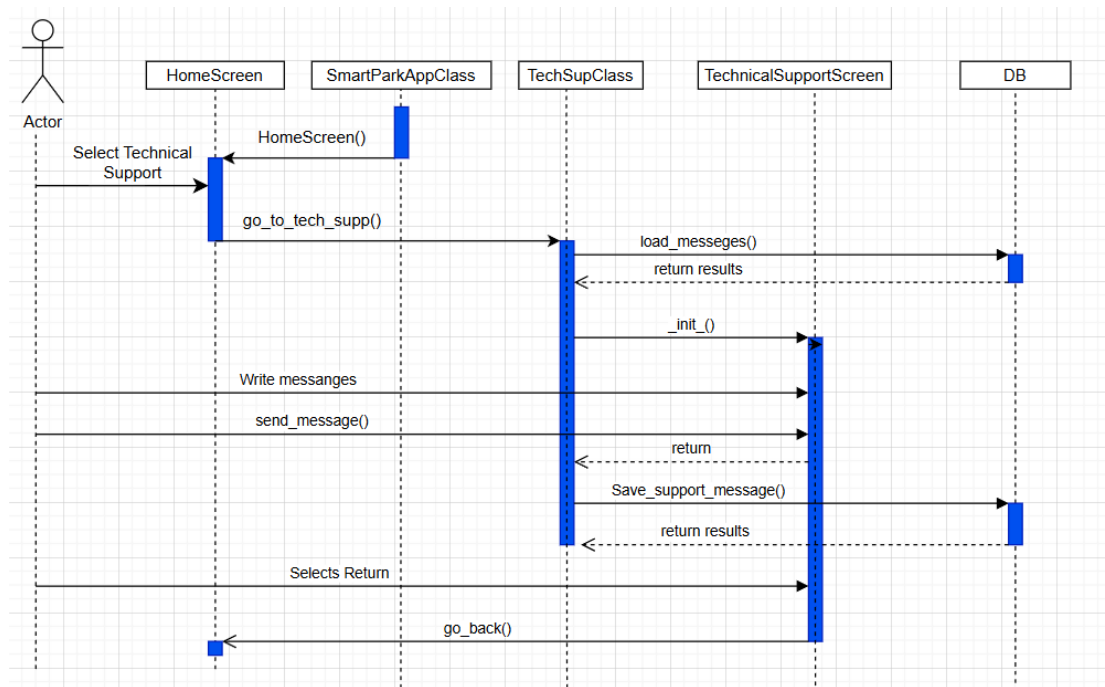 HomeScreen
SmartParkAppClass
TechSupClass
TechnicalSupportScreen
DB
Actor
HomeScreen()
Select Technical
Support
go_to_tech_supp()
load_messeges()
return results
_init_()
Write messanges
send_message()
return
Save_support_message()
return results
Selects Return
go_back()